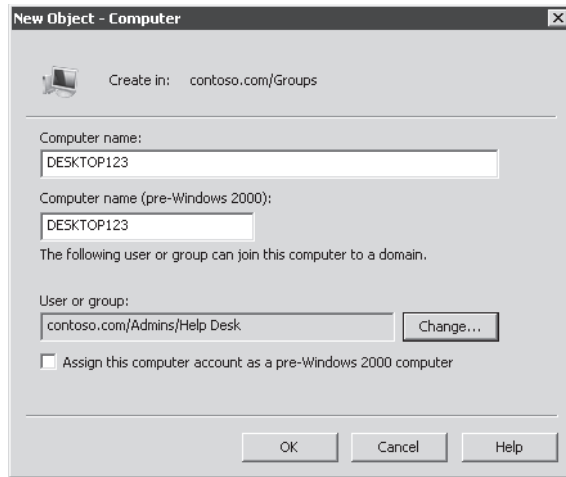 New Object - Computer
Create in: contoso.com/Groups
Computer name:
DESKTOP123
Computer name (pre-Windows 2000):
DESKTOP123
The following user or group can join this computer to a domain.
User or group:
contoso.com/Admins/Help Desk
Change...
Assign this computer account as a pre-Windows 2000 computer
OK Cancel Help